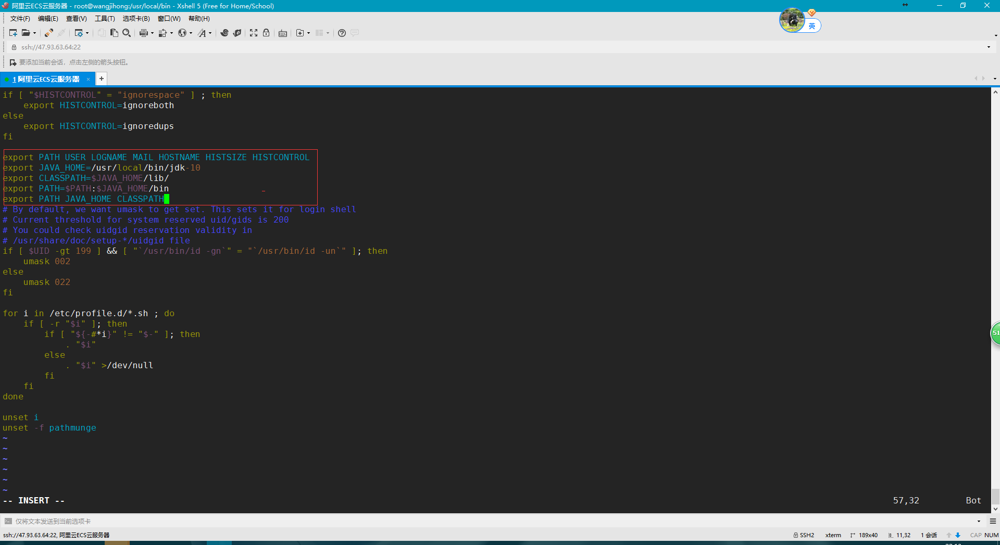 阿里云ECS云服务器 - root@wangjihong:/usr/local/bin - Xshell 5 (Free for Home/School)
文件(F) 编辑(E) 查看(V) 工具(T) 选项卡(B) 窗口(W) 帮助(H)
英
ssh://47.93.63.64:22
要添加当前会话，点击左侧的箭头按钮。
1 阿里云ECS云服务器 × +
if [ "$HISTCONTROL" = "ignorespace" ] ; then
    export HISTCONTROL=ignoreboth
else
    export HISTCONTROL=ignoredups
fi
export PATH USER LOGNAME MAIL HOSTNAME HISTSIZE HISTCONTROL
export JAVA_HOME=/usr/local/bin/jdk-10
export CLASSPATH=$JAVA_HOME/lib/
export PATH=$PATH:$JAVA_HOME/bin
export PATH JAVA_HOME CLASSPATH
# By default, we want umask to get set. This sets it for login shell
# Current threshold for system reserved uid/gids is 200
# You could check uidgid reservation validity in
# /usr/share/doc/setup-*/uidgid file
if [ $UID -gt 199 ] && [ "`/usr/bin/id -gn`" = "`/usr/bin/id -un`" ]; then
    umask 002
else
    umask 022
fi
for i in /etc/profile.d/*.sh ; do
    if [ -r "$i" ]; then
        if [ "${-#*i}" != "$-" ]; then
            . "$i"
        else
            . "$i" >/dev/null
        fi
    fi
done
unset i
unset -f pathmunge
~
~
~
~
~
~
-- INSERT -- 57,32 Bot
51
仅将文本发送到当前选项卡
ssh://47.93.63.64:22, 阿里云ECS云服务器 SSH2 xterm 189x40 11,32 1 会话 CAP NUM